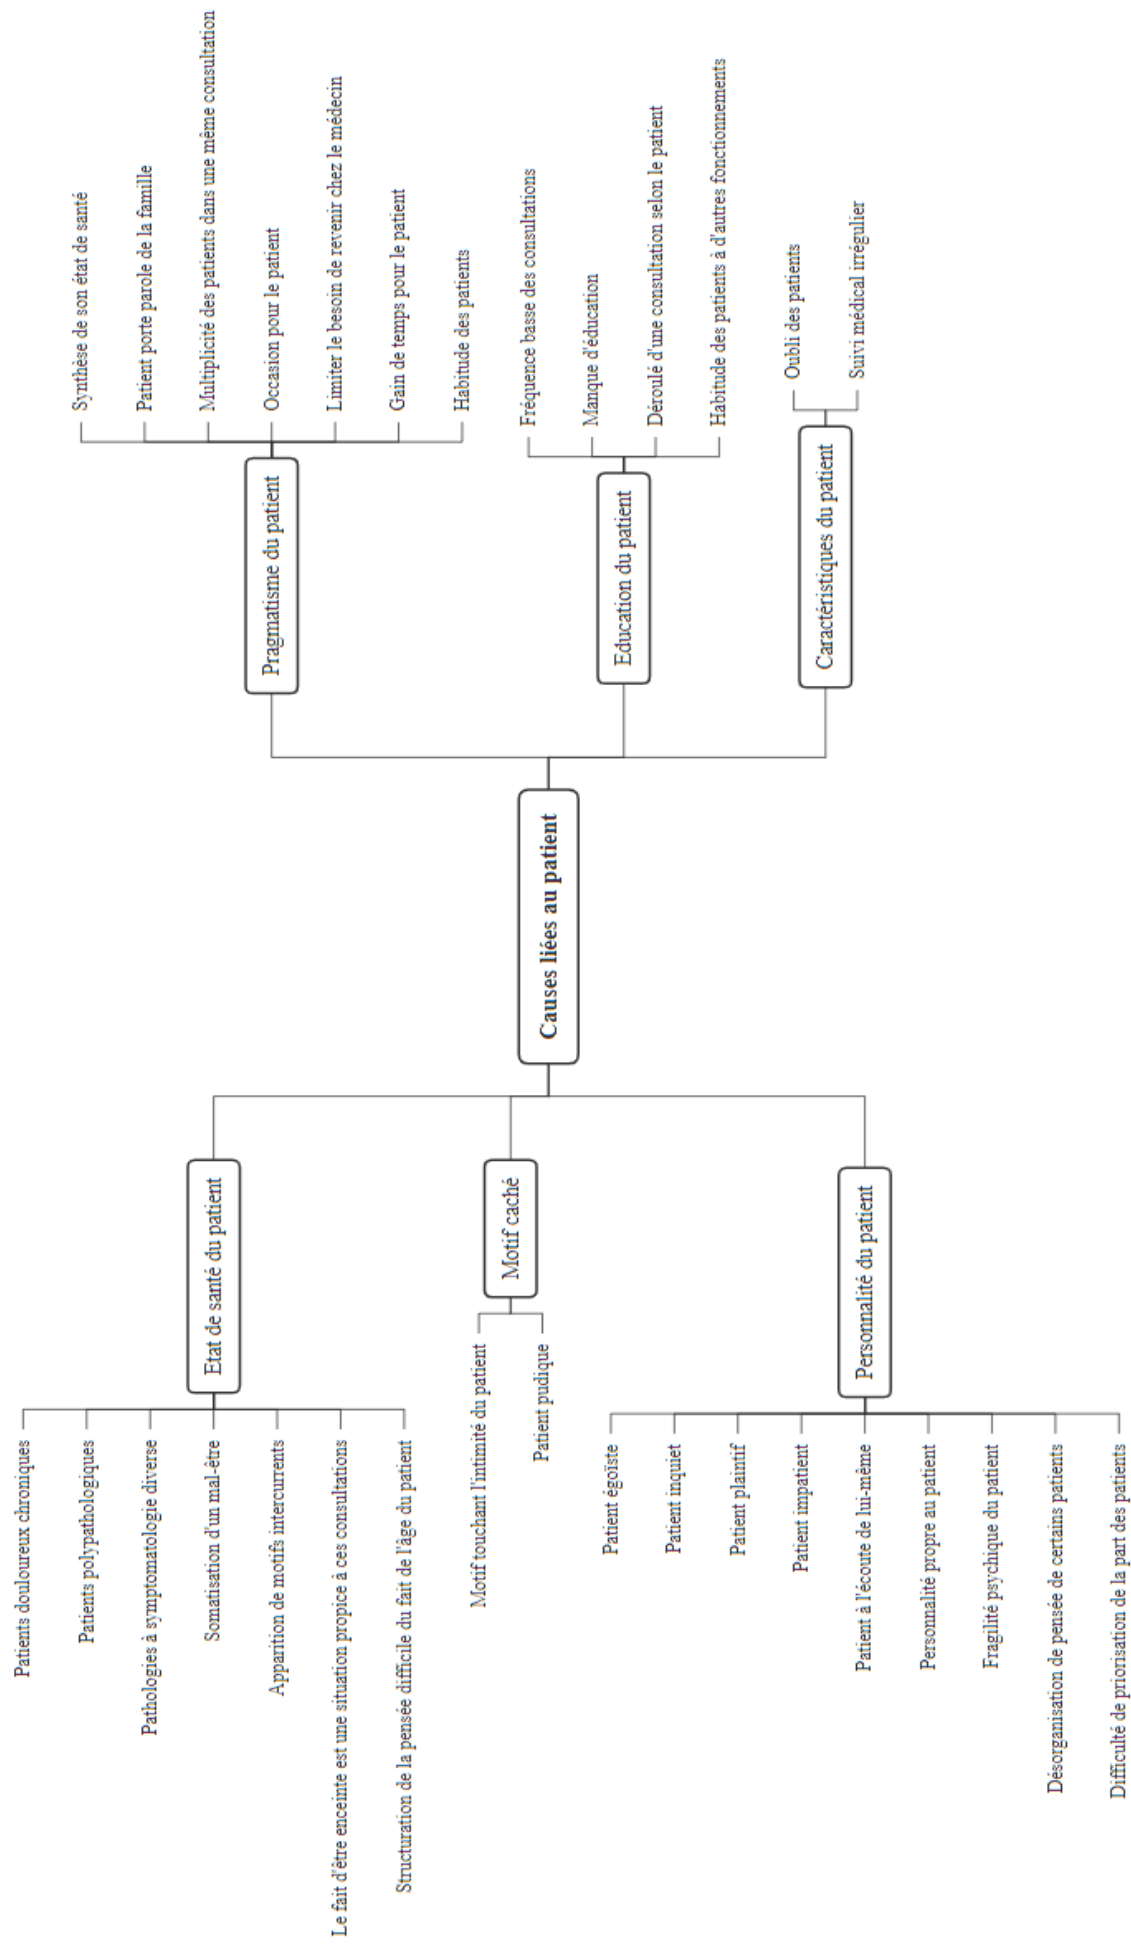 Causes liées au patient
Etat de santé du patient
Patients douloureux chroniques
Patients polypathologiques
Pathologies à symptomatologie diverse
Somatisation d'un mal-être
Apparition de motifs intercurrents
Le fait d'être enceinte est une situation propice à ces consultations
Structuration de la pensée difficile du fait de l'âge du patient
Motif caché
Motif touchant l'intimité du patient
Patient pudique
Personnalité du patient
Patient égoïste
Patient inquiet
Patient plaintif
Patient impatient
Patient à l'écoute de lui-même
Personnalité propre au patient
Fragilité psychique du patient
Désorganisation de pensée de certains patients
Difficulté de priorisation de la part des patients
Pragmatisme du patient
Synthèse de son état de santé
Patient porte parole de la famille
Multiplicité des patients dans une même consultation
Occasion pour le patient
Limiter le besoin de revenir chez le médecin
Gain de temps pour le patient
Habitude des patients
Education du patient
Fréquence basse des consultations
Manque d'éducation
Déroulé d'une consultation selon le patient
Habitude des patients à d'autres fonctionnements
Caractéristiques du patient
Oubli des patients
Suivi médical irrégulier